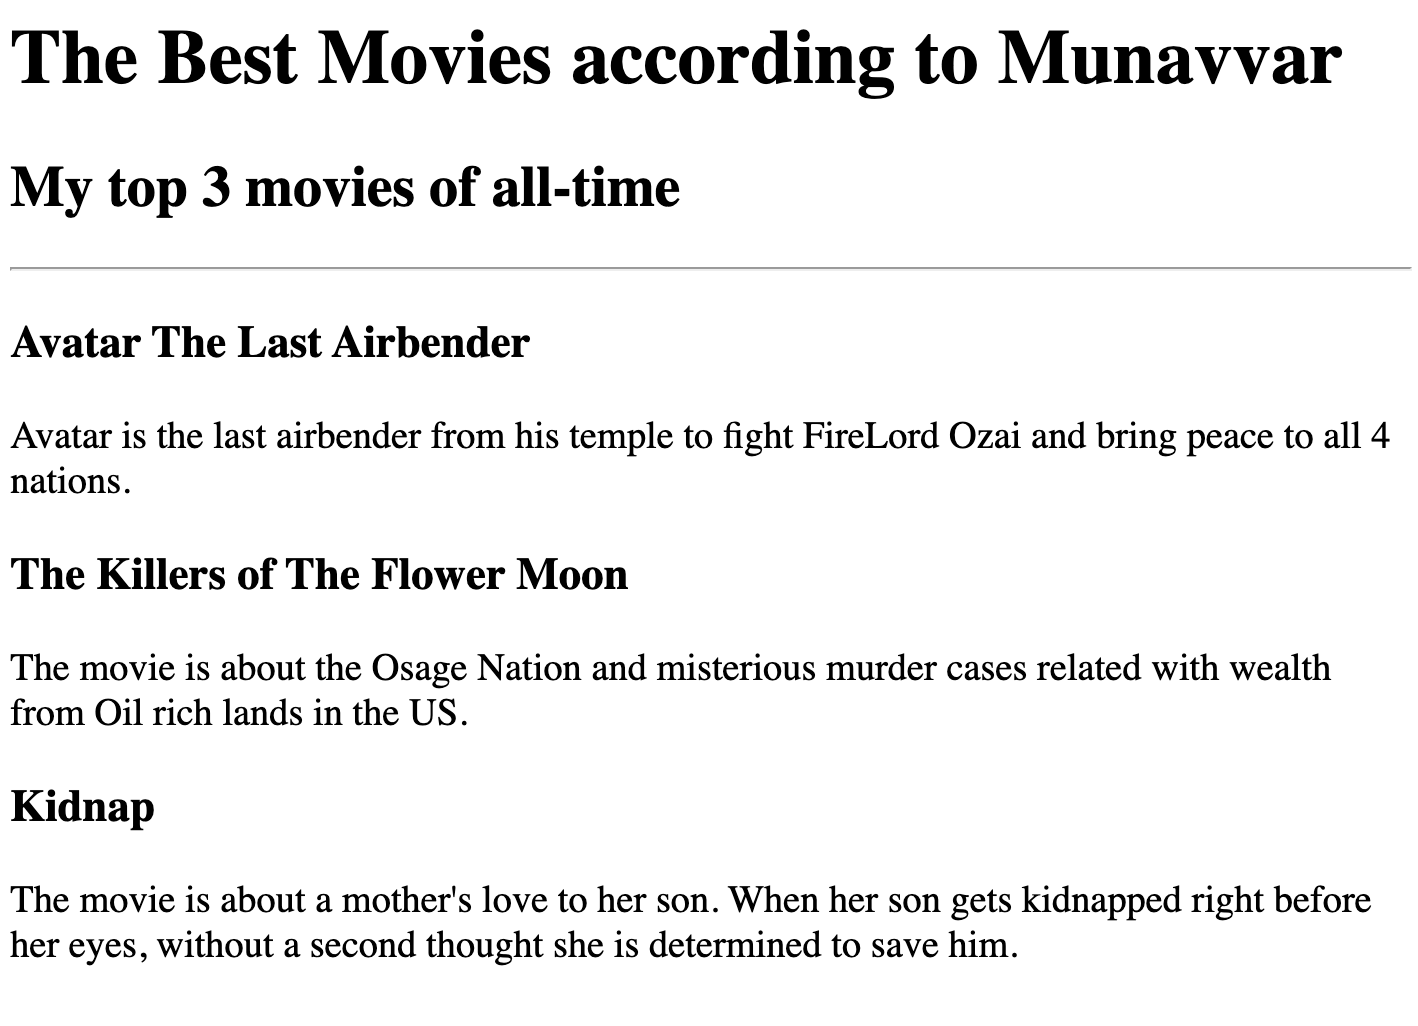 The Best Movies according to Munavvar
My top 3 movies of all-time
Avatar The Last Airbender
Avatar is the last airbender from his temple to fight FireLord Ozai and bring peace to all 4
nations.
The Killers of The Flower Moon
The movie is about the Osage Nation and misterious murder cases related with wealth
from Oil rich lands in the US.
Kidnap
The movie is about a mother's love to her son. When her son gets kidnapped right before
her eyes, without a second thought she is determined to save him.